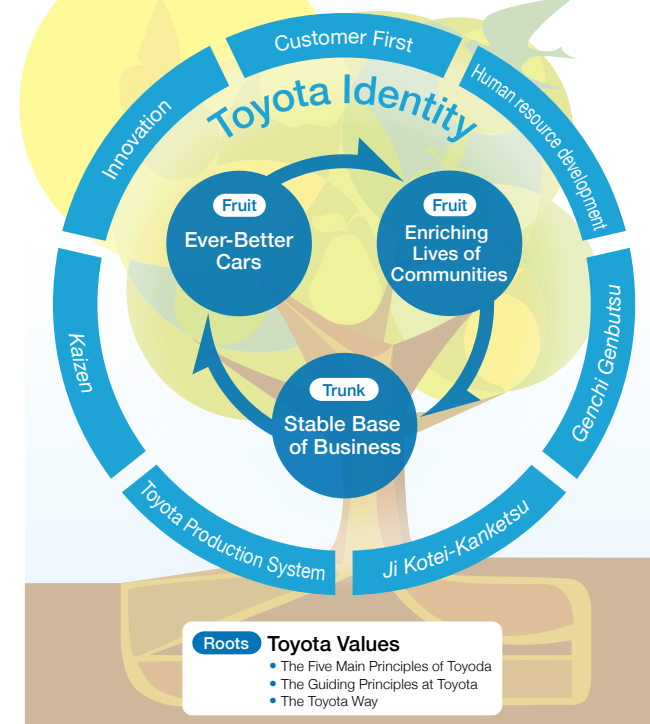 Customer First
Innovation
Human resource development
Toyota Identity
Fruit
Ever-Better
Cars
Fruit
Enriching
Lives of
Communities
Kaizen
Genchi Genbutsu
Trunk
Stable Base
of Business
Toyota Production System
Ji Kotei-Kanketsu
Roots Toyota Values
• The Five Main Principles of Toyoda
• The Guiding Principles at Toyota
• The Toyota Way